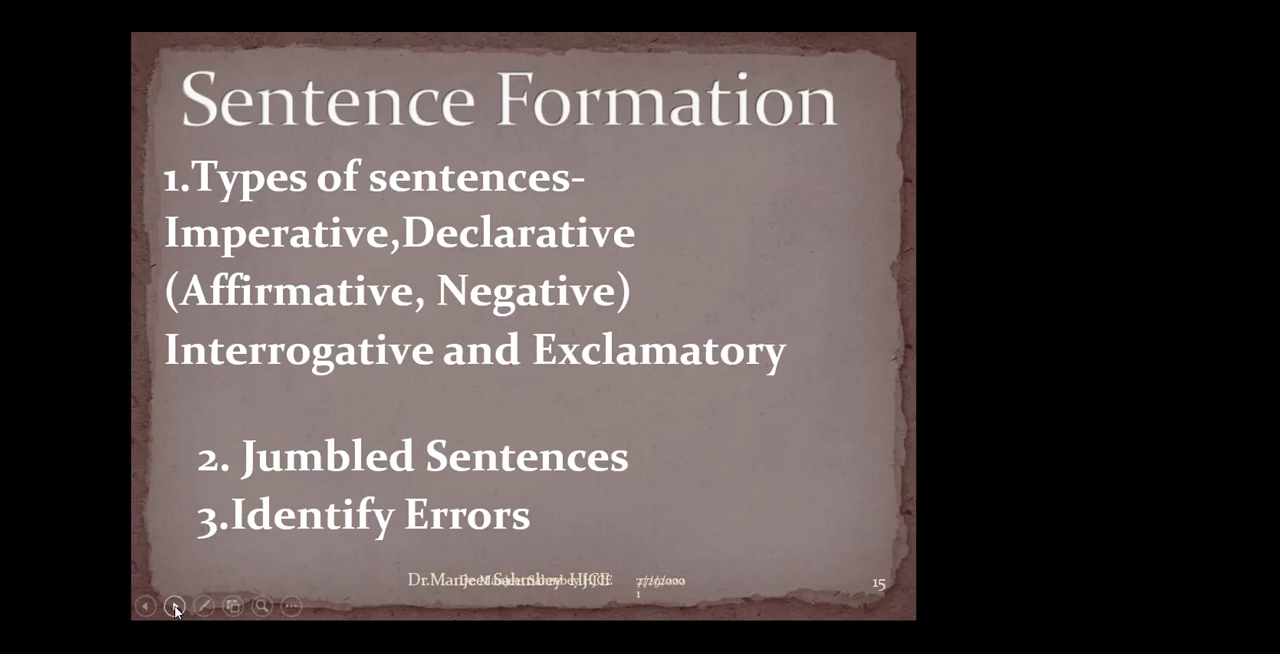 Sentence Formation
1.Types of sentences-
Imperative,Declarative
(Affirmative, Negative)
Interrogative and Exclamatory
2. Jumbled Sentences
3.Identify Errors
HJCE
15